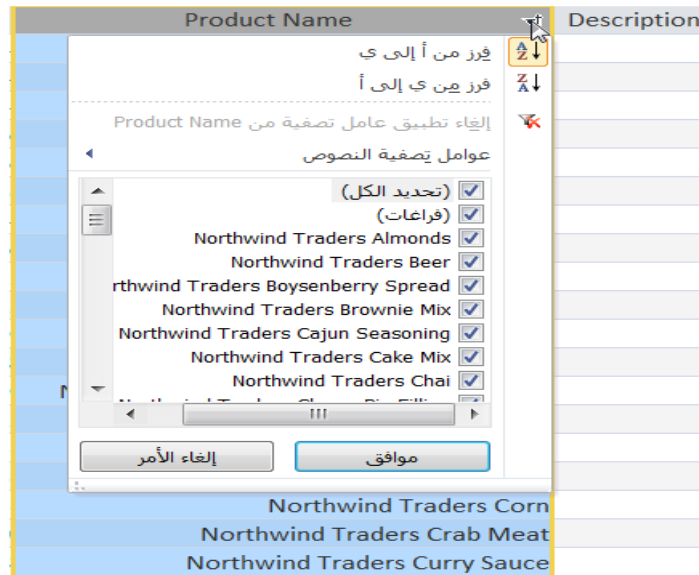 Product Name
Description
فرز من أ إلى ي
فرز من ي إلى أ
إلغاء تطبيق عامل تصفية من Product Name
عوامل تصفية النصوص
(تحديد الكل)
(فراغات)
Northwind Traders Almonds
Northwind Traders Beer
rthwind Traders Boysenberry Spread
Northwind Traders Brownie Mix
Northwind Traders Cajun Seasoning
Northwind Traders Cake Mix
Northwind Traders Chai
موافق
إلغاء الأمر
Northwind Traders Corn
Northwind Traders Crab Meat
Northwind Traders Curry Sauce